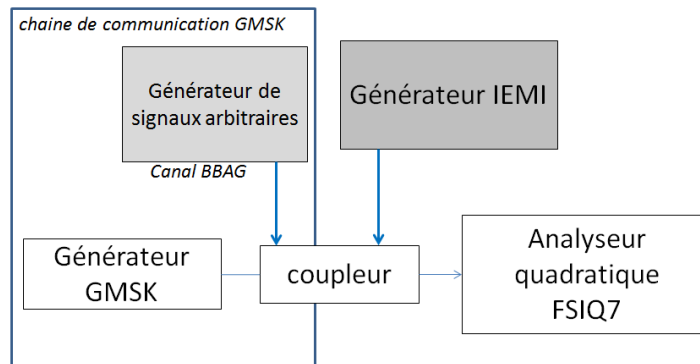 chaine de communication GMSK
Générateur de
signaux arbitraires
Générateur IEMI
Canal BBAG
Générateur
GMSK
coupleur
Analyseur
quadratique
FSIQ7